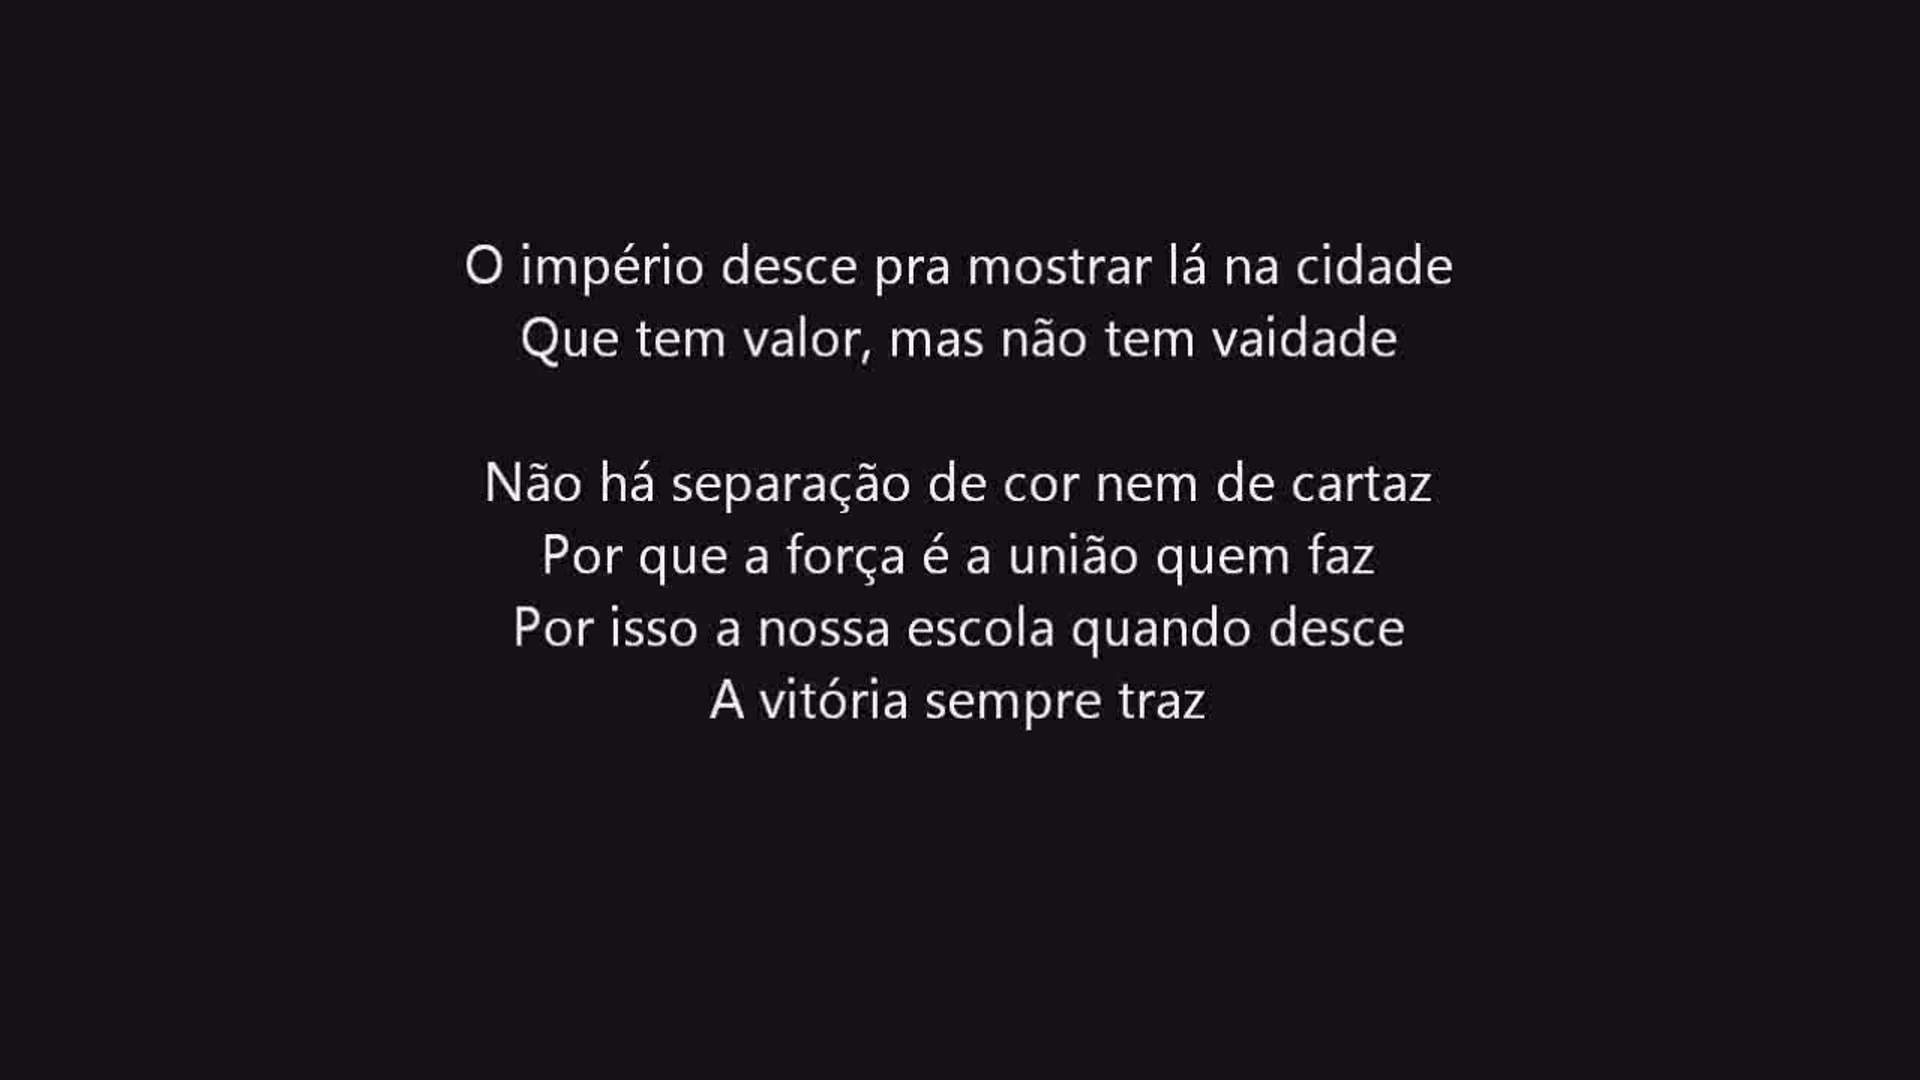 O império desce pra mostrar lá na cidade
Que tem valor, mas não tem vaidade
Não há separação de cor nem de cartaz
Por que a força é a união quem faz
Por isso a nossa escola quando desce
A vitória sempre traz